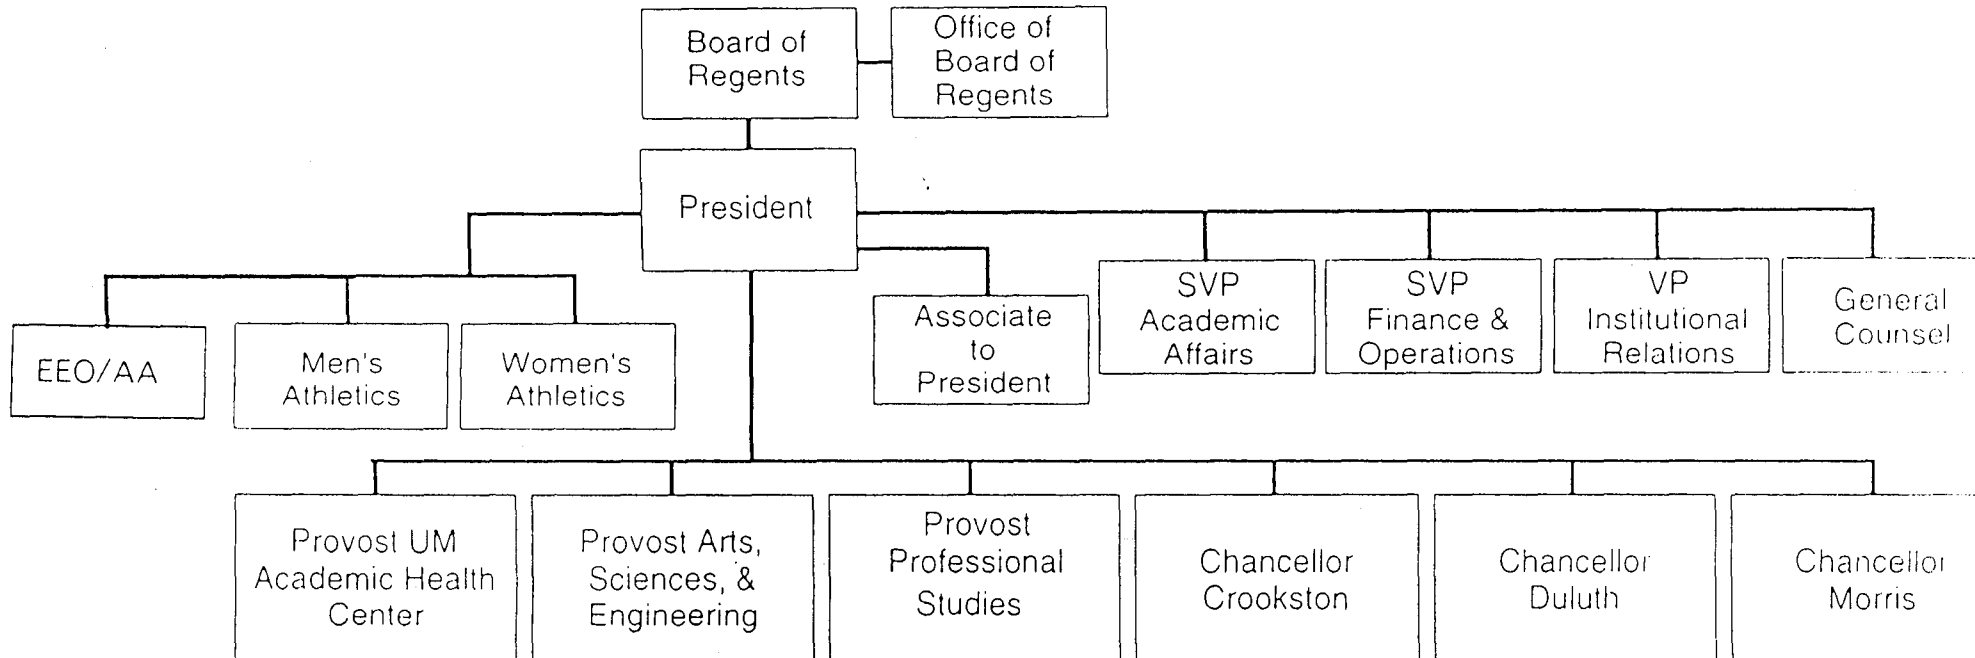 Board of
Regents
Office of
Board of
Regents
President
EEO/AA
Men's
Athletics
Women's
Athletics
Associate
to
President
SVP
Academic
Affairs
SVP
Finance &
Operations
VP
Institutional
Relations
General
Counsel
Provost UM
Academic Health
Center
Provost Arts,
Sciences, &
Engineering
Provost
Professional
Studies
Chancellor
Crookston
Chancellor
Duluth
Chancellor
Morris